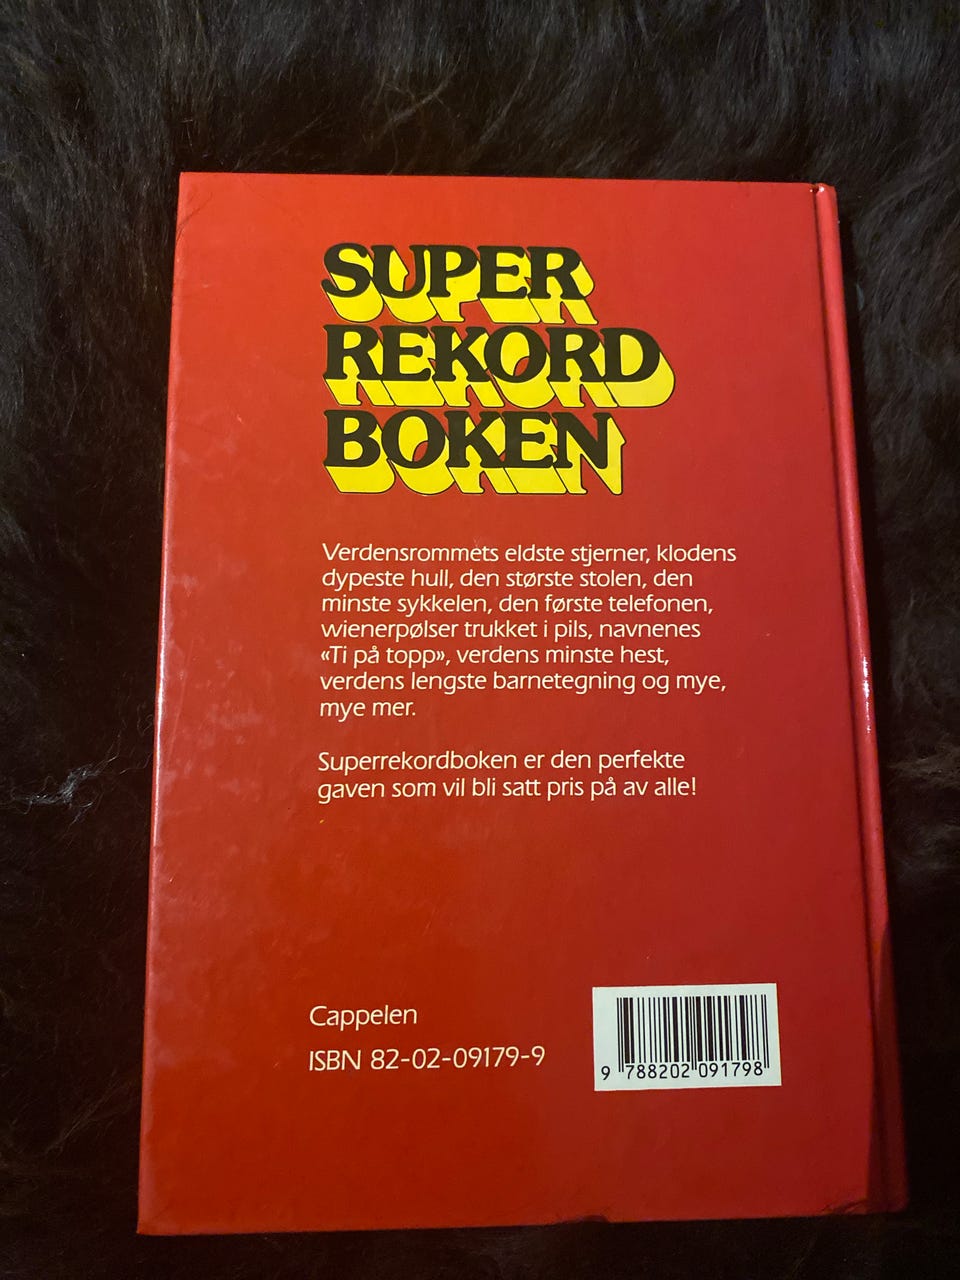 SUPER
REKORD
BOKEN
Verdensrommets eldste stjerner, klodens
dypeste hull, den største stolen, den
minste sykkelen, den første telefonen,
wienerpølser trukket i pils, navnenes
«Ti på topp», verdens minste hest,
verdens lengste barnetegning og mye,
mye mer.
Superrekordboken er den perfekte
gaven som vil bli satt pris på av alle!
Cappelen
ISBN 82-02-09179-9
9 788202 091798